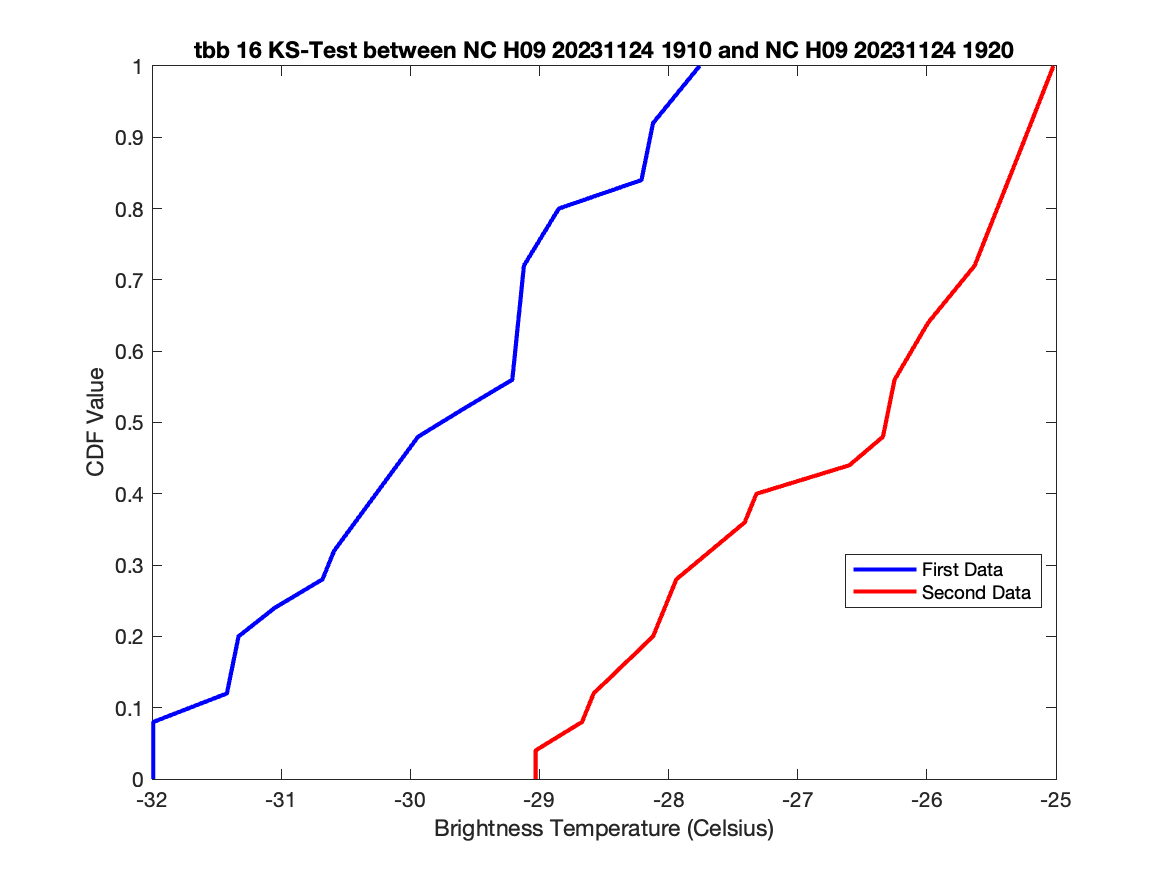 tbb 16 KS-Test between NC H09 20231124 1910 and NC H09 20231124 1920
1
0.9
0.8
0.7
0.6
0.5
0.4
0.3
0.2
0.1
0
CDF Value
First Data
Second Data
-32 -31 -30 -29 -28 -27 -26 -25
Brightness Temperature (Celsius)